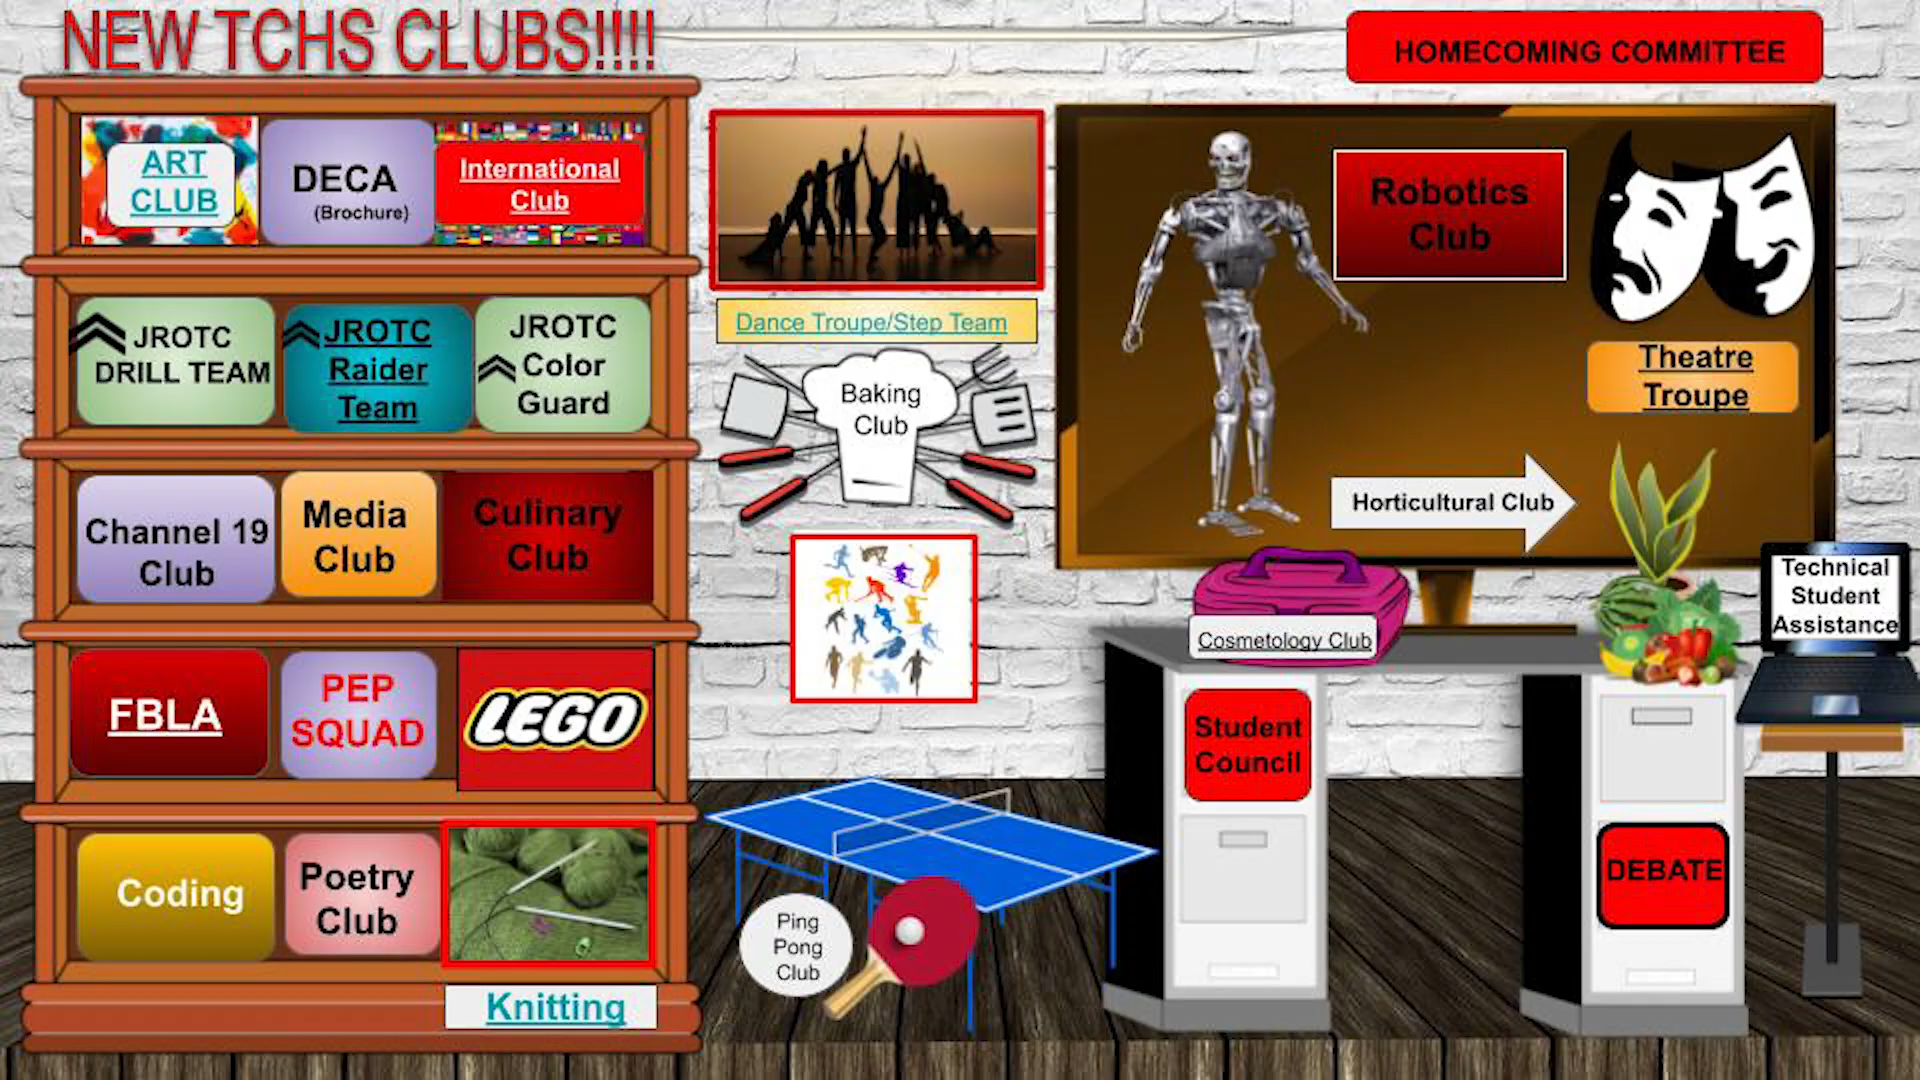 NEW TCHS CLUBS!!!!
HOMECOMING COMMITTEE
ART
CLUB
DECA
(Brochure)
International
Club
JROTC
DRILL TEAM
JROTC
Raider
Team
JROTC
Color
Guard
Channel 19
Club
Media
Club
Culinary
Club
FBLA
PEP
SQUAD
LEGO
Coding
Poetry
Club
Knitting
Dance Troupe/Step Team
Baking
Club
Ping
Pong
Club
Robotics
Club
Theatre
Troupe
Horticultural Club
Cosmetology Club
Technical
Student
Assistance
Student
Council
DEBATE